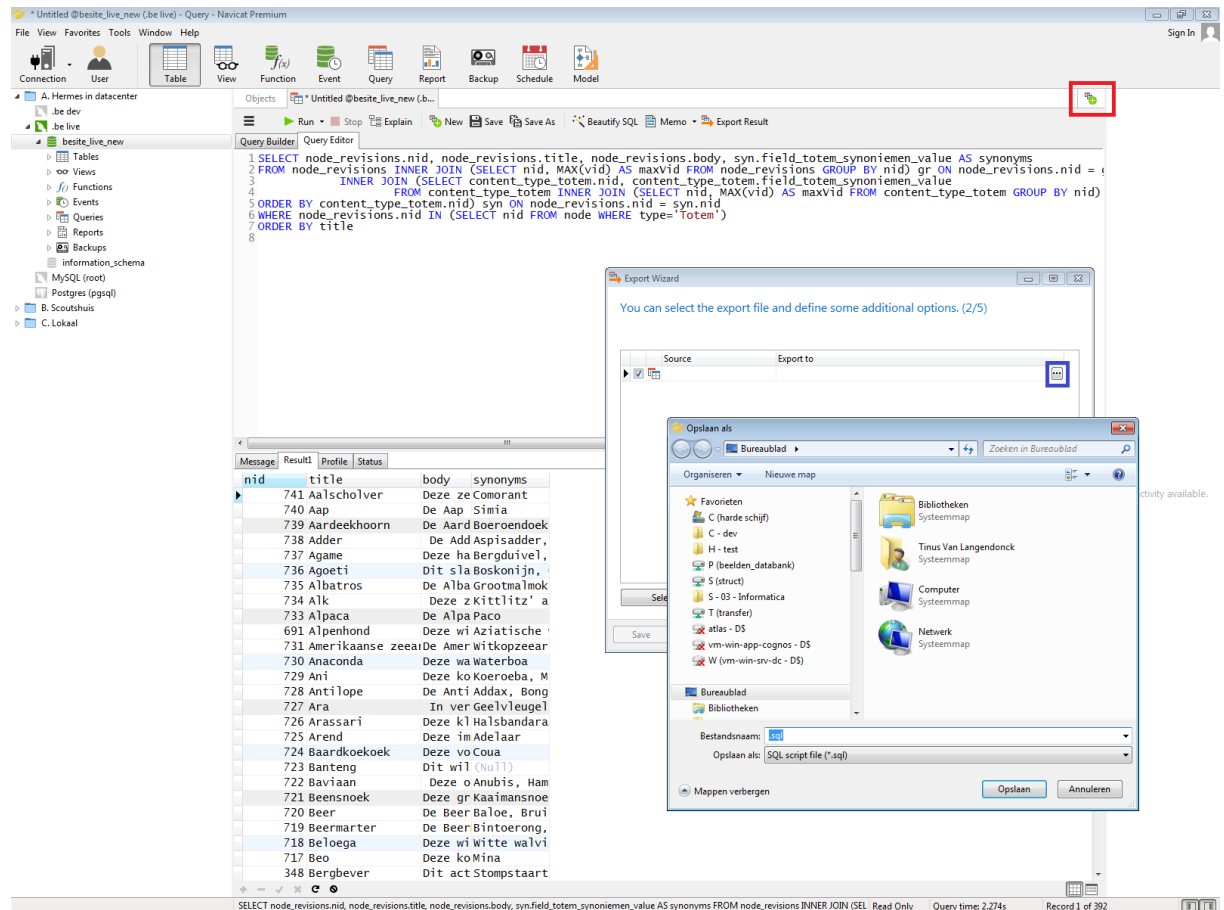 * Untitled @besite_live_new (.be live) - Query - Navicat Premium
File View Favorites Tools Window Help
Sign In
Connection User Table View Function Event Query Report Backup Schedule Model
f(x)
A. Hermes in datacenter
.be dev
.be live
besite_live_new
Tables
Views
f() Functions
Events
Queries
Reports
Backups
information_schema
MySQL (root)
Postgres (pgsql)
B. Scoutshuis
C. Lokaal
Objects * Untitled @besite_live_new (.b...
Run Stop Explain New Save Save As Beautify SQL Memo Export Result
Query Builder Query Editor
1 SELECT node_revisions.nid, node_revisions.title, node_revisions.body, syn.field_totem_synoniemen_value AS synonyms
2 FROM node_revisions INNER JOIN (SELECT nid, MAX(vid) AS maxVid FROM node_revisions GROUP BY nid) gr ON node_revisions.nid =
3 INNER JOIN (SELECT content_type_totem.nid, content_type_totem.field_totem_synoniemen_value
4 FROM content_type_totem INNER JOIN (SELECT nid, MAX(vid) AS maxVid FROM content_type_totem GROUP BY nid)
5 ORDER BY content_type_totem.nid) syn ON node_revisions.nid = syn.nid
6 WHERE node_revisions.nid IN (SELECT nid FROM node WHERE type='Totem')
7 ORDER BY title
8
Export Wizard
You can select the export file and define some additional options. (2/5)
Source Export to
Sele
Save
Opslaan als
Bureaublad
Zoeken in Bureaublad
Organiseren Nieuwe map
Favorieten
C (harde schijf)
C - dev
H - test
P (beelden_databank)
S (struct)
S - 03 - Informatica
T (transfer)
atlas - D$
vm-win-app-cognos - D$
W (vm-win-srv-dc - D$)
Bureaublad
Bibliotheken
Bibliotheken
Systeemmap
Tinus Van Langendonck
Systeemmap
Computer
Systeemmap
Netwerk
Systeemmap
Bestandsnaam: .sql
Opslaan als: SQL script file (*.sql)
Mappen verbergen
Opslaan Annuleren
ctivity available.
Message Result1 Profile Status
nid title body synonyms
741 Aalscholver Deze ze Comorant
740 Aap De Aap Simia
739 Aardeekhoorn De Aard Boeroendoek
738 Adder De Add Aspisadder,
737 Agame Deze ha Bergduivel,
736 Agoeti Dit sla Boskonijn,
735 Albatros De Alba Grootmalmok
734 Alk Deze z Kittlitz' a
733 Alpaca De Alpa Paco
691 Alpenhond Deze wi Aziatische
731 Amerikaanse zeear De Amer Witkopzeear
730 Anaconda Deze wa Waterboa
729 Ani Deze ko Koeroeba, M
728 Antilope De Anti Addax, Bong
727 Ara In ver Geelvleugel
726 Arassari Deze kl Halsbandara
725 Arend Deze im Adelaar
724 Baardkoekoek Deze vo Coua
723 Banteng Dit wil (Null)
722 Baviaan Deze o Anubis, Ham
721 Beensnoek Deze gr Kaaimansnoe
720 Beer De Beer Baloe, Brui
719 Beermarter De Beer Bintoerong,
718 Beloega Deze wi Witte walvi
717 Beo Deze ko Mina
348 Bergbever Dit act Stompstaart
SELECT node_revisions.nid, node_revisions.title, node_revisions.body, syn.field_totem_synoniemen_value AS synonyms FROM node_revisions INNER JOIN (SEL Read Only Query time: 2.274s Record 1 of 392